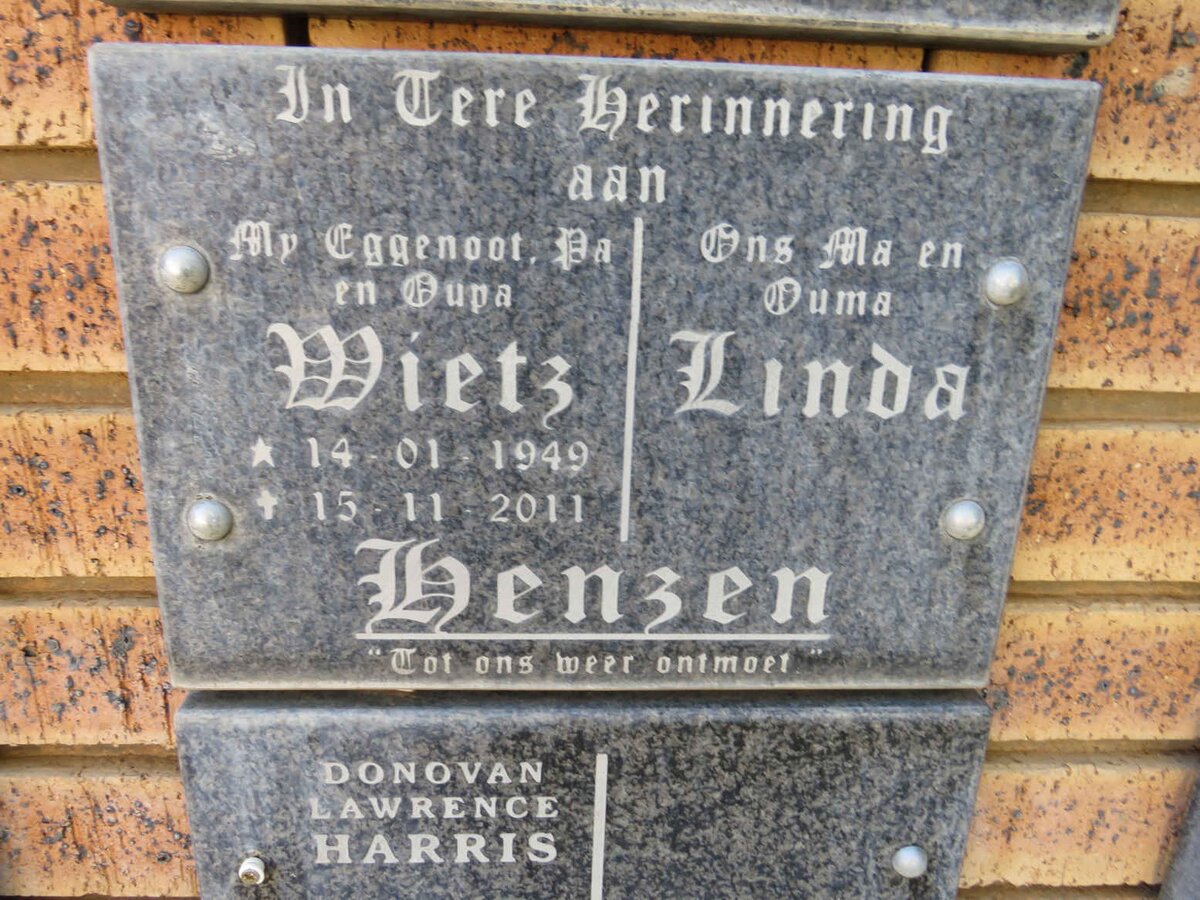 In Tere Herinnering
aan
My Eggenoot, Pa
en Oupa
Wietz
★ 14 - 01 - 1949
✝ 15 - 11 - 2011
Ons Ma en
Ouma
Linda
Henzen
"Tot ons weer ontmoet."
DONOVAN
LAWRENCE
HARRIS